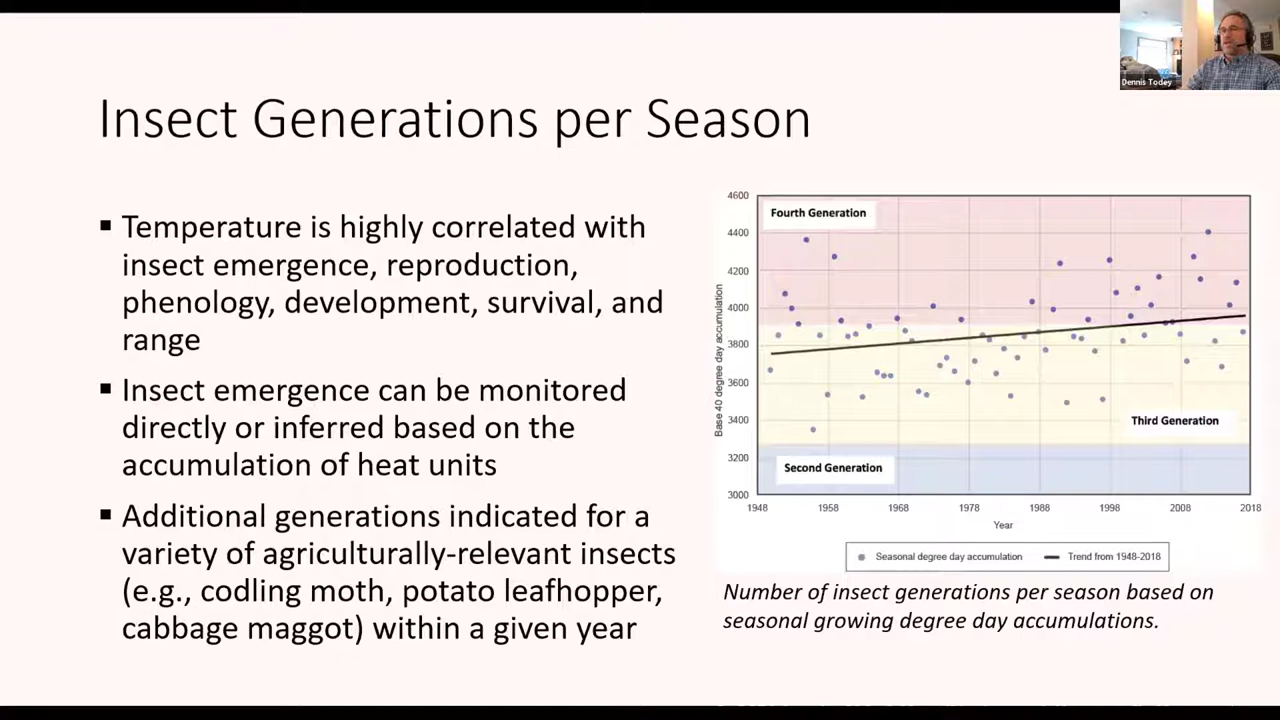 Dennis Todey
Insect Generations per Season
▪ Temperature is highly correlated with
insect emergence, reproduction,
phenology, development, survival, and
range
▪ Insect emergence can be monitored
directly or inferred based on the
accumulation of heat units
▪ Additional generations indicated for a
variety of agriculturally-relevant insects
(e.g., codling moth, potato leafhopper,
cabbage maggot) within a given year
Base 40 degree day accumulation
4600
4400
4200
4000
3800
3600
3400
3200
3000
Fourth Generation
Third Generation
Second Generation
1948 1958 1968 1978 1988 1998 2008 2018
Year
Seasonal degree day accumulation Trend from 1948-2018
Number of insect generations per season based on
seasonal growing degree day accumulations.